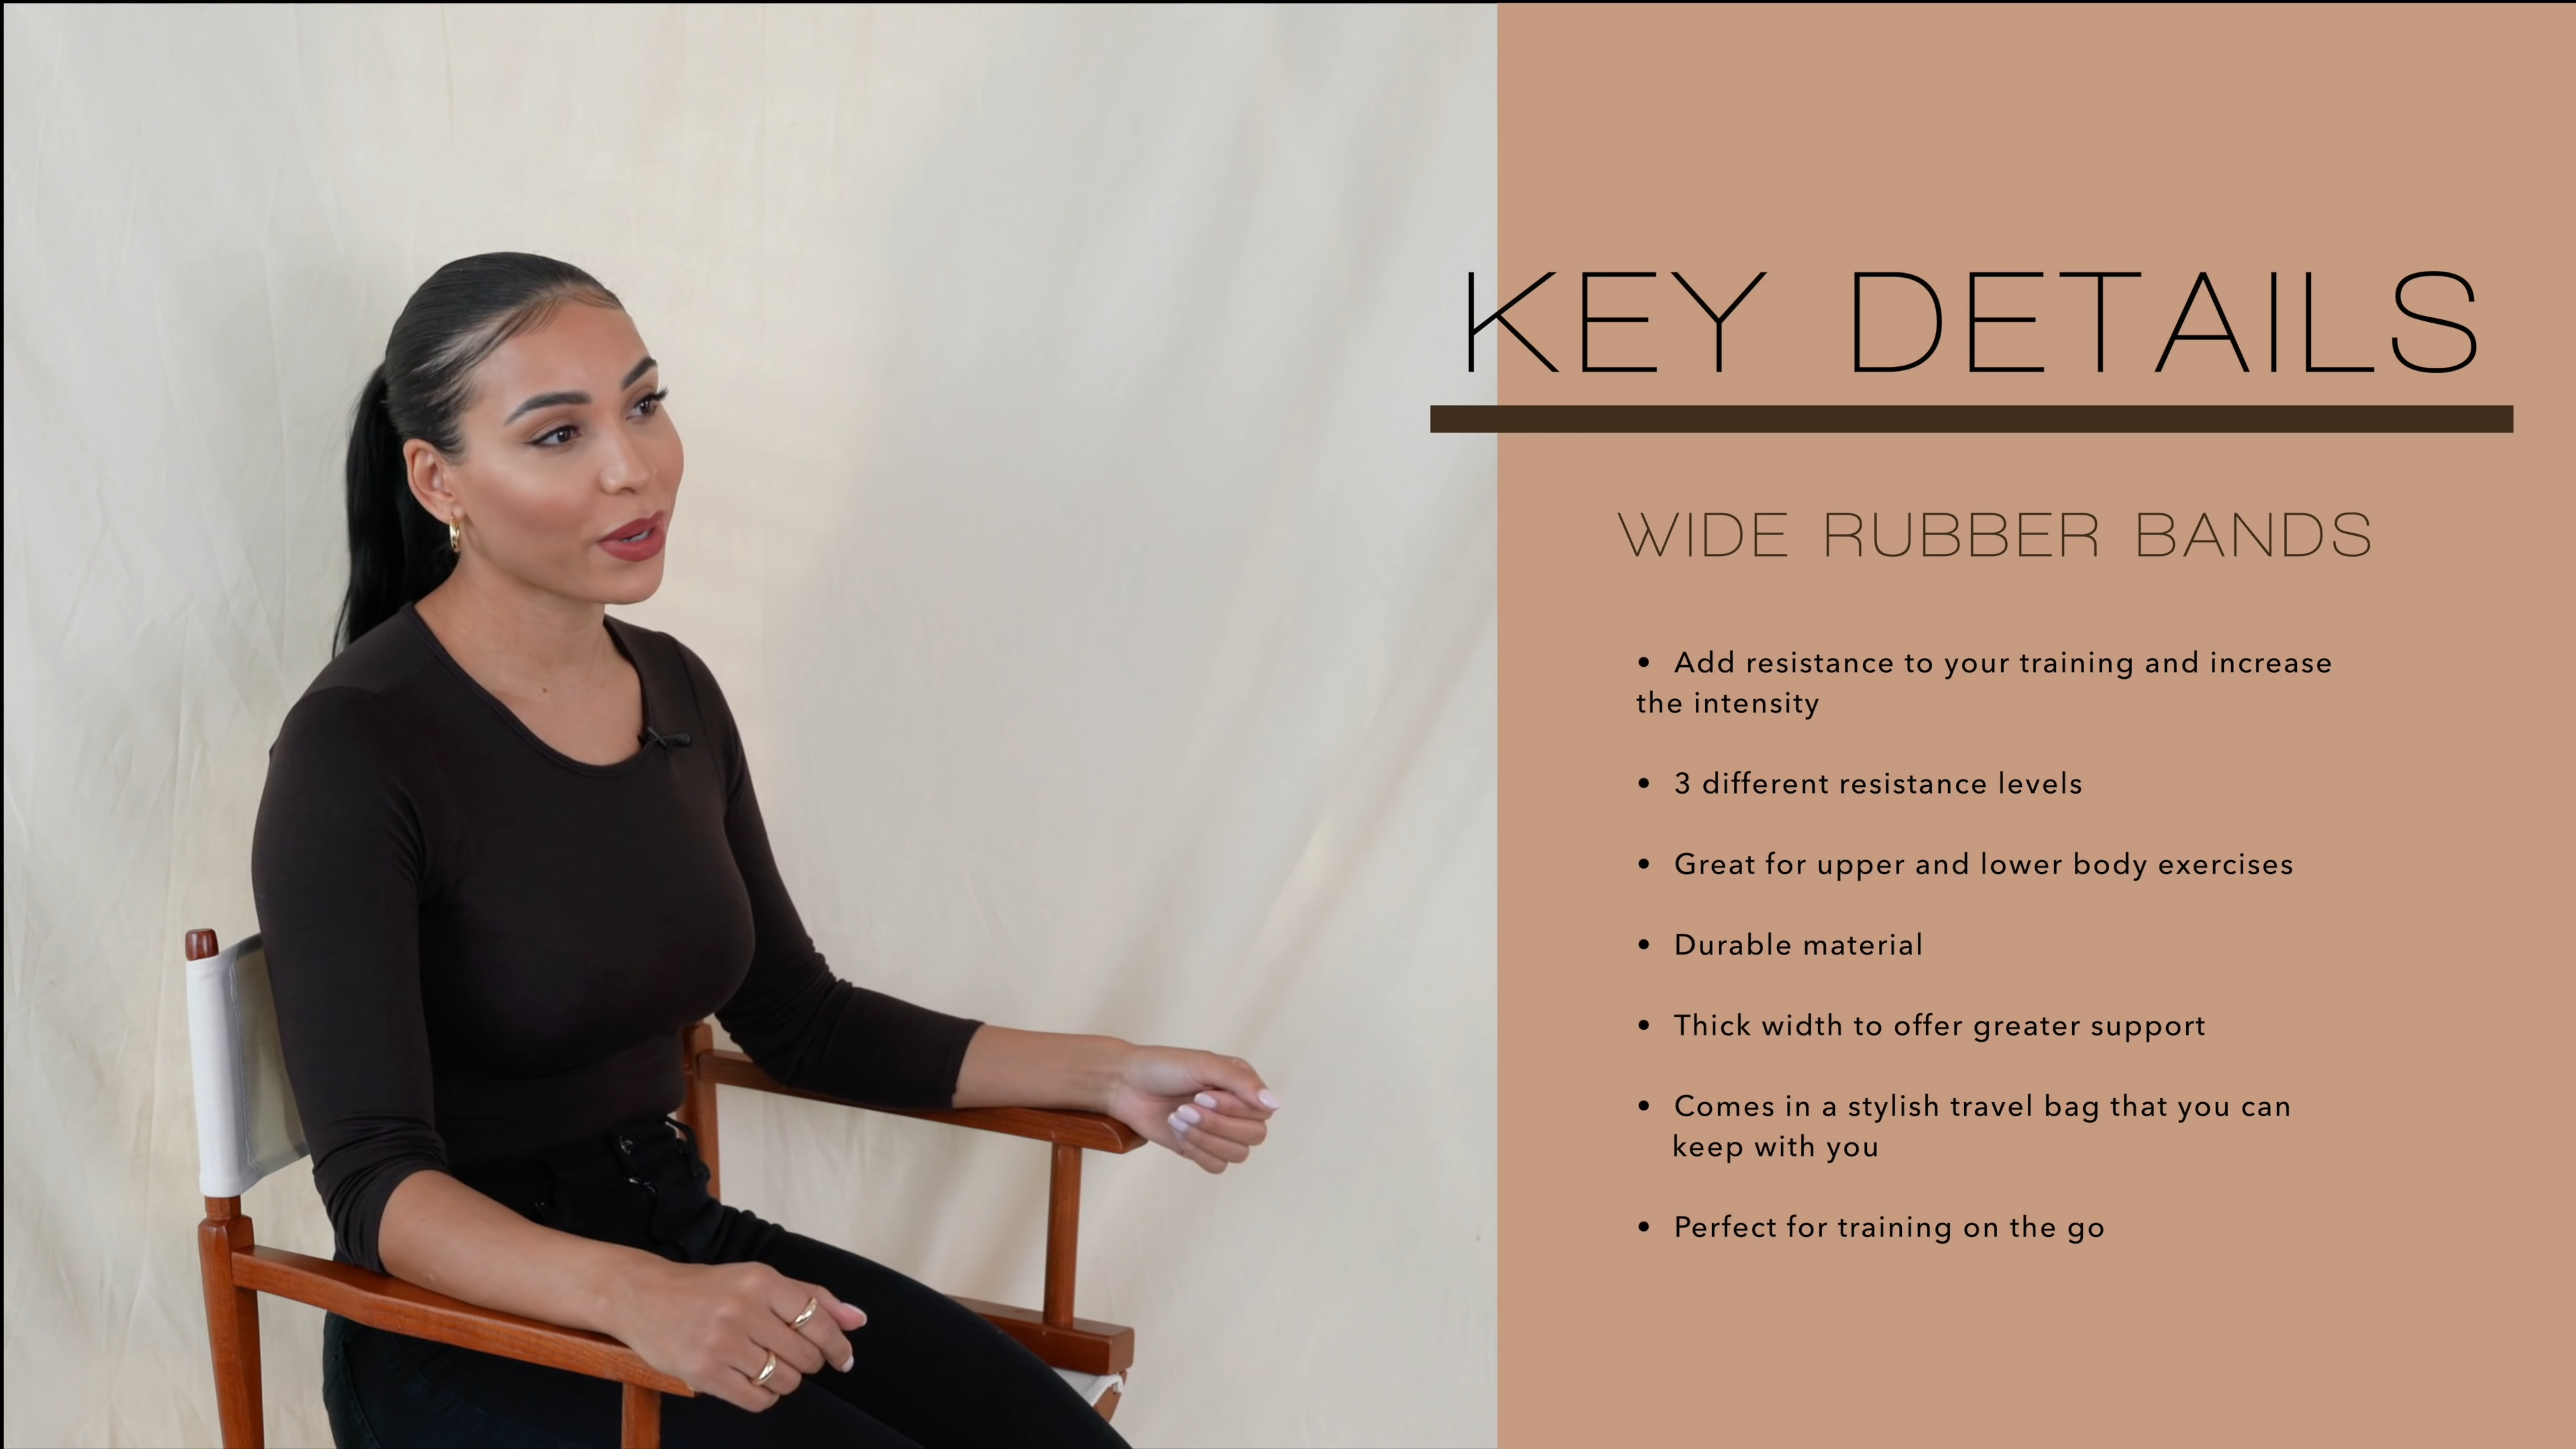 KEY DETAILS
WIDE RUBBER BANDS
• Add resistance to your training and increase
the intensity
• 3 different resistance levels
• Great for upper and lower body exercises
• Durable material
• Thick width to offer greater support
• Comes in a stylish travel bag that you can
keep with you
• Perfect for training on the go